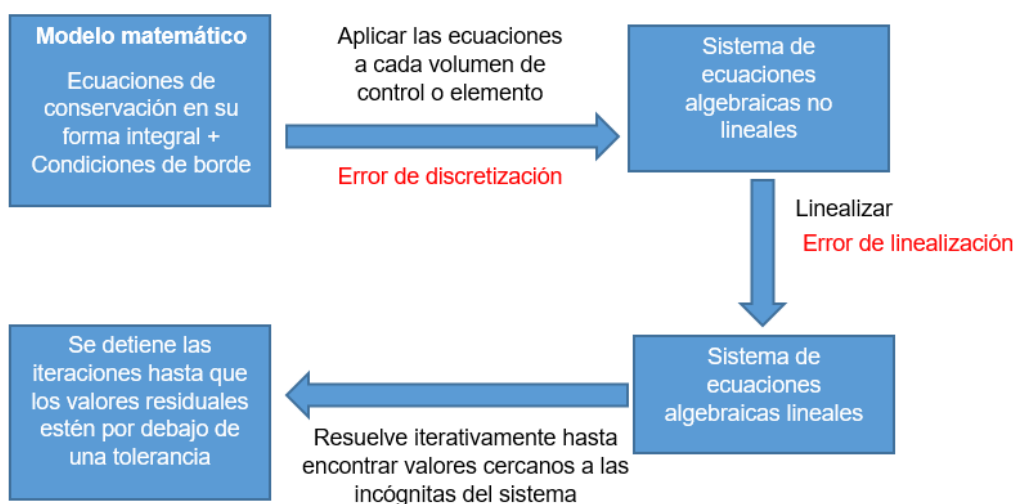 Modelo matemático
Ecuaciones de
conservación en su
forma integral +
Condiciones de borde
Aplicar las ecuaciones
a cada volumen de
control o elemento
Error de discretización
Sistema de
ecuaciones
algebraicas no
lineales
Linealizar
Error de linealización
Sistema de
ecuaciones
algebraicas lineales
Resuelve iterativamente hasta
encontrar valores cercanos a las
incógnitas del sistema
Se detiene las
iteraciones hasta que
los valores residuales
estén por debajo de
una tolerancia